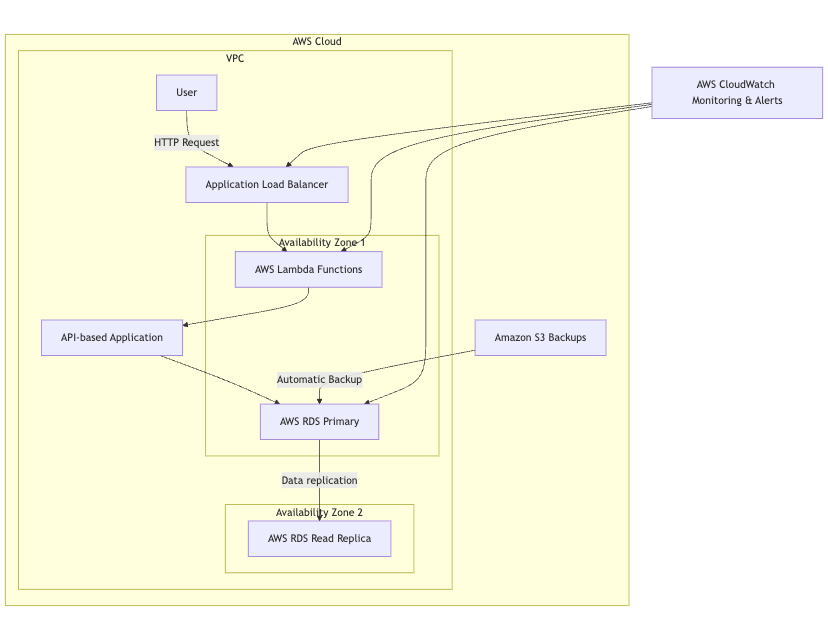 AWS Cloud
VPC
User
AWS CloudWatch
Monitoring & Alerts
HTTP Request
Application Load Balancer
Availability Zone 1
AWS Lambda Functions
API-based Application
Amazon S3 Backups
Automatic Backup
AWS RDS Primary
Data replication
Availability Zone 2
AWS RDS Read Replica